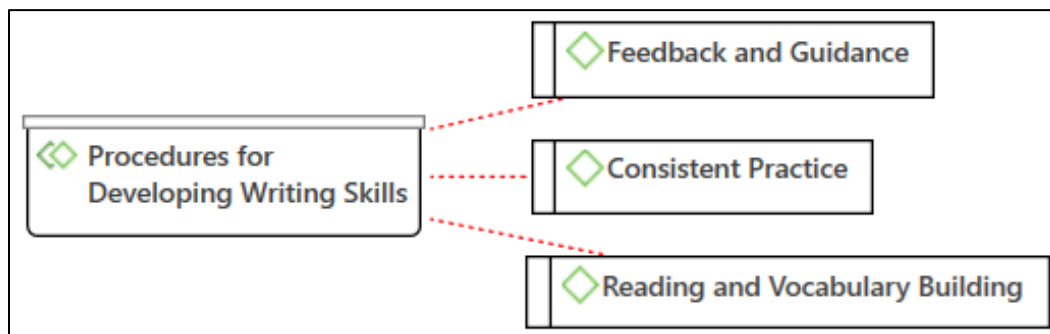 Feedback and Guidance
Procedures for
Developing Writing Skills
Consistent Practice
Reading and Vocabulary Building